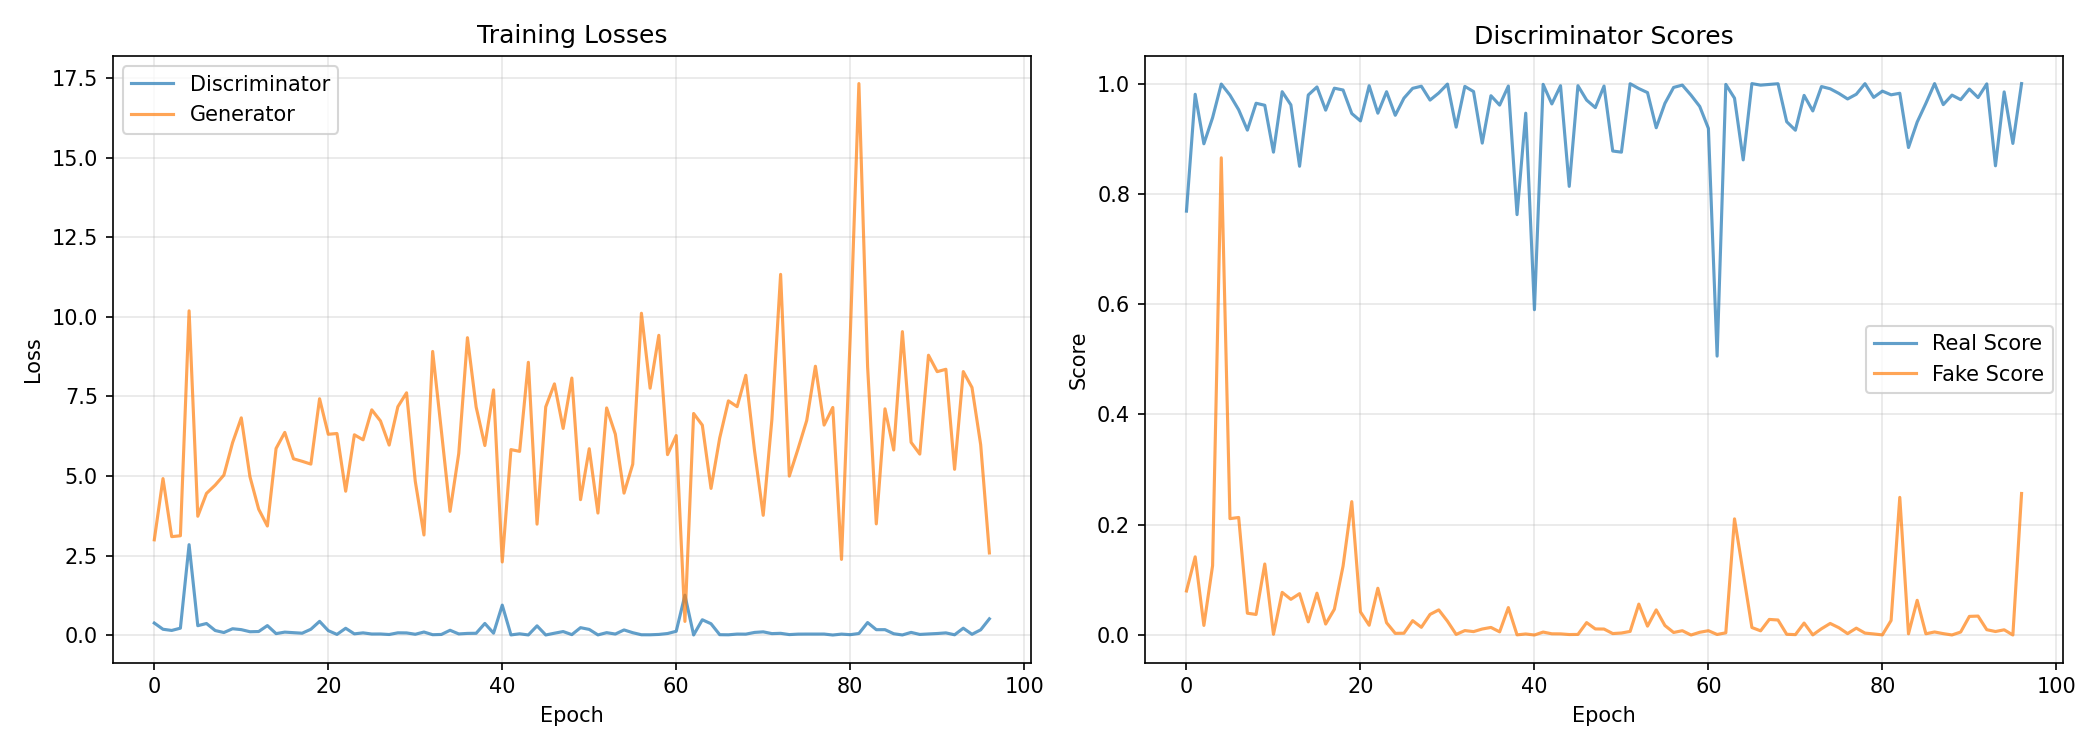 Training Losses
Discriminator
Generator
17.5
15.0
12.5
10.0
7.5
5.0
2.5
0.0
Loss
0 20 40 60 80 100
Epoch
Discriminator Scores
Real Score
Fake Score
1.0
0.8
0.6
0.4
0.2
0.0
Score
0 20 40 60 80 100
Epoch